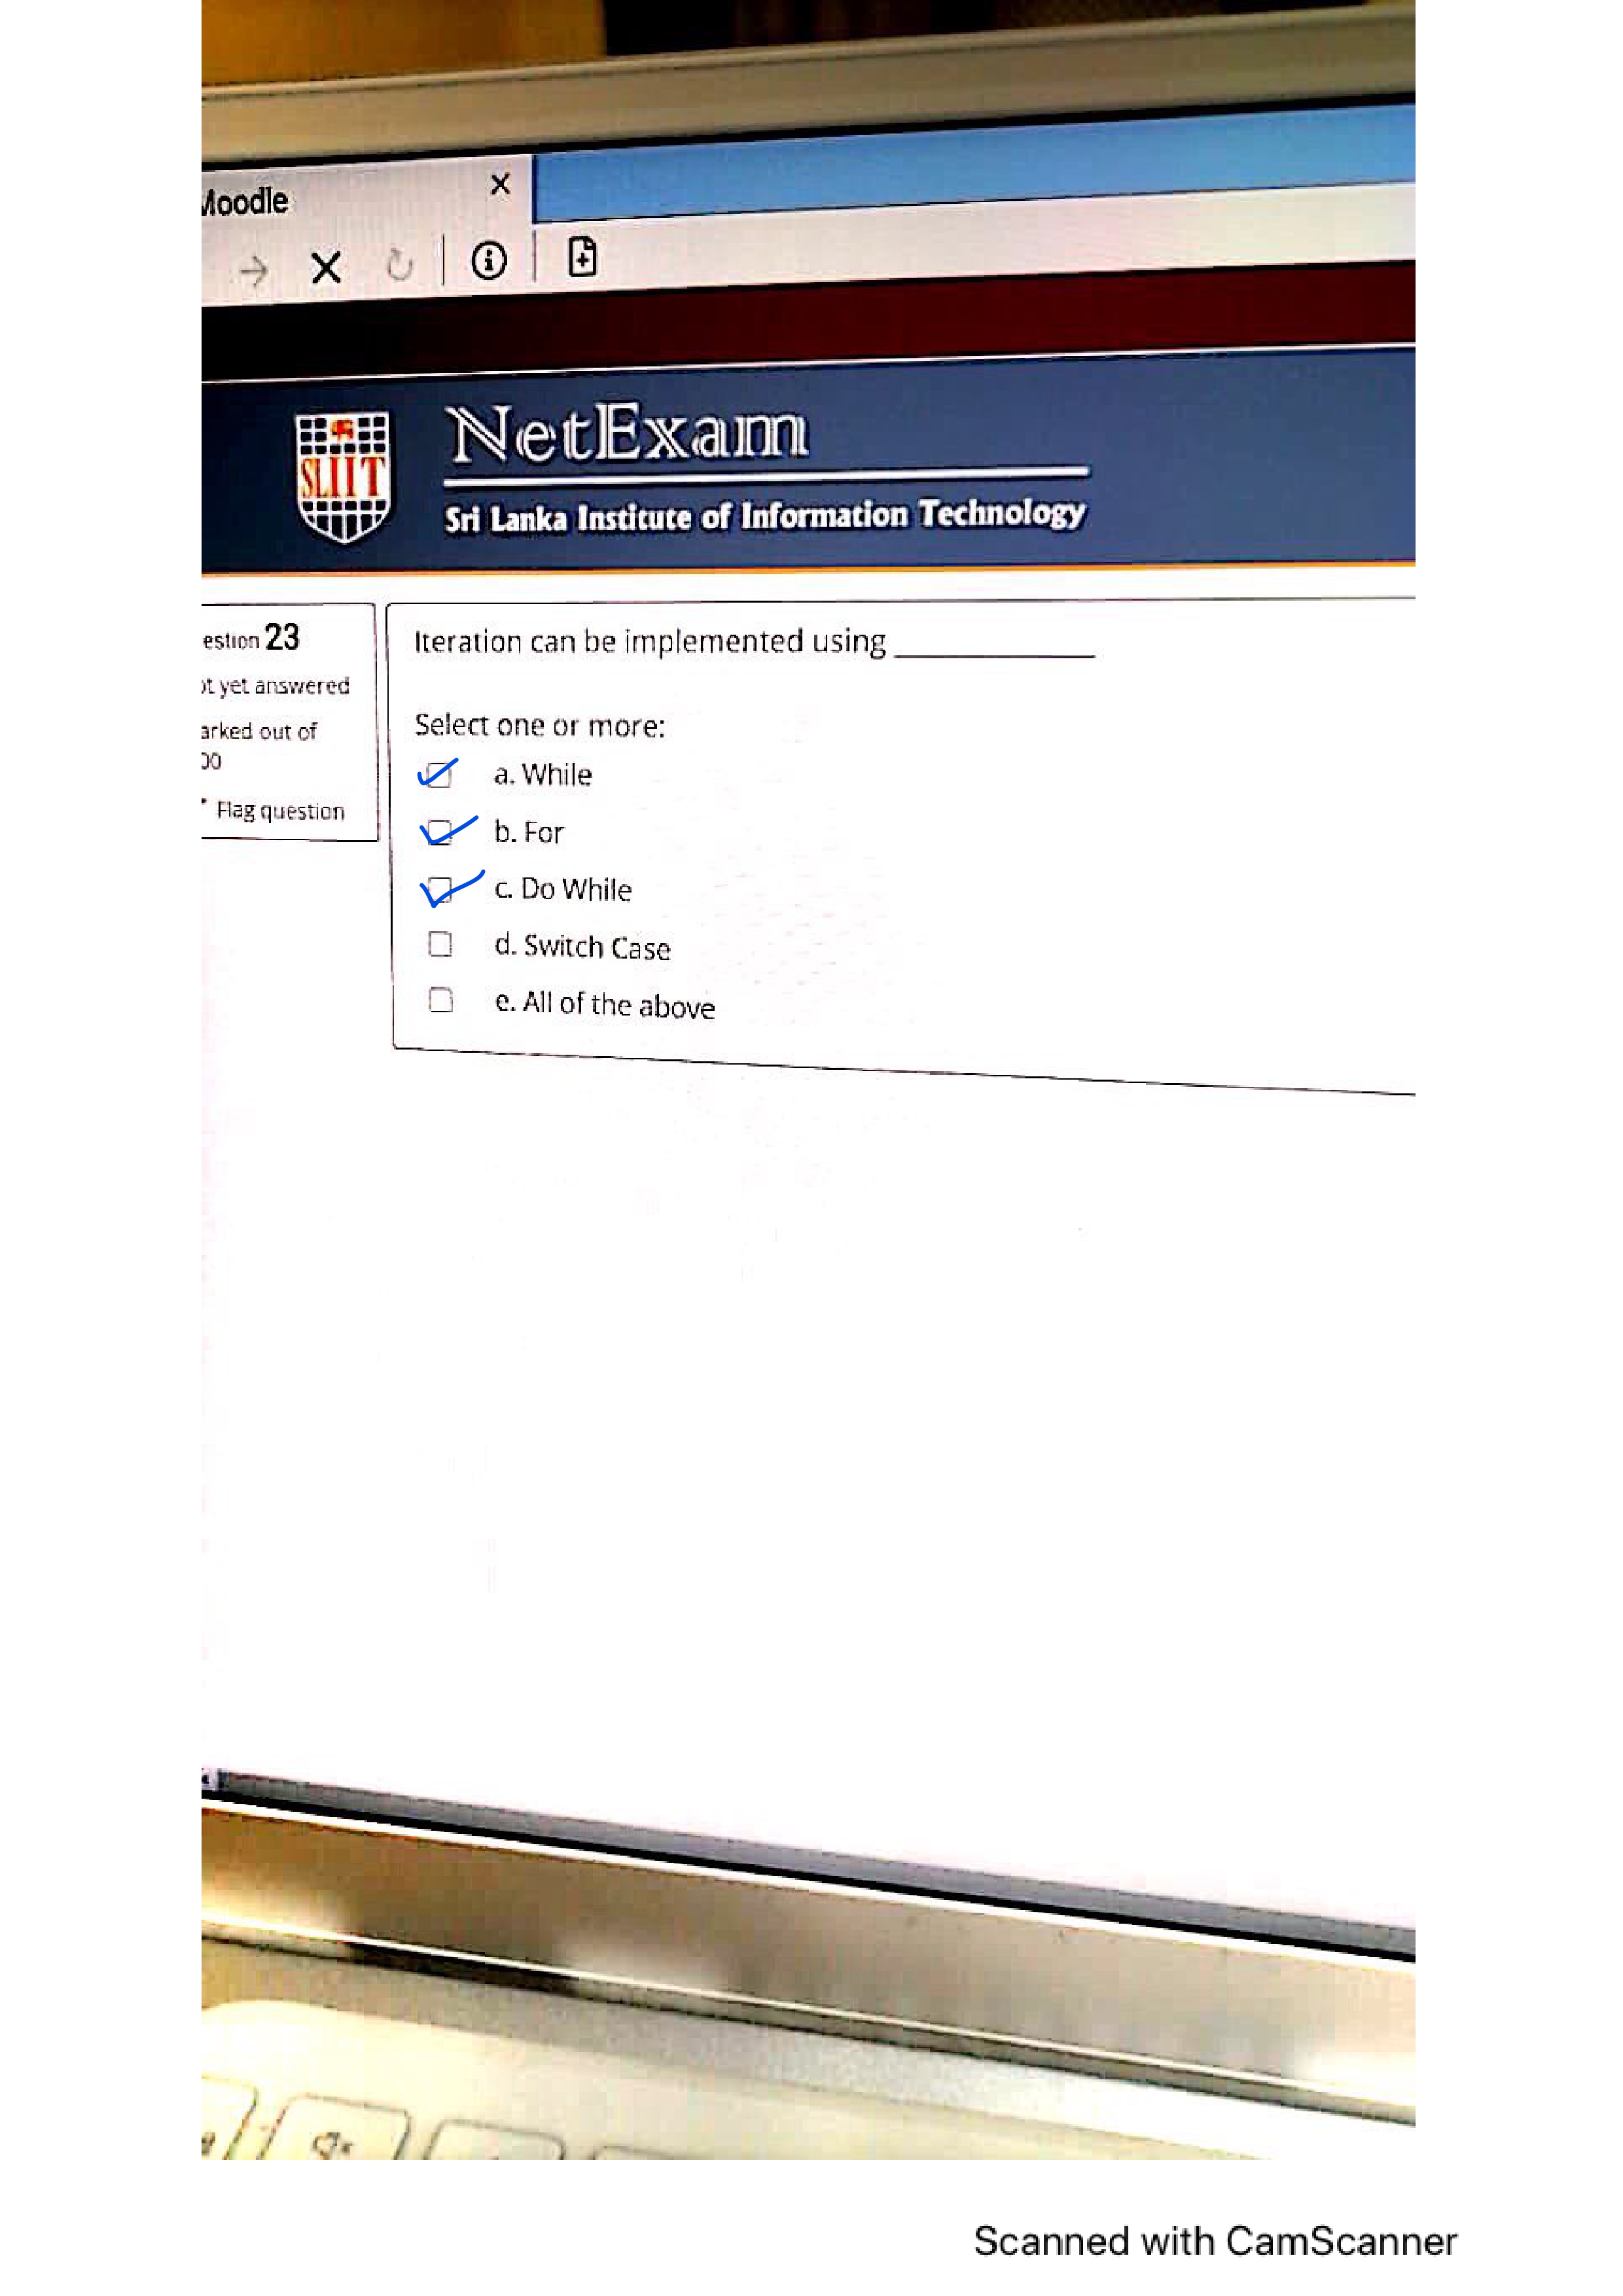 Moodle
NetExam
SLIIT
Sri Lanka Institute of Information Technology
estion 23
ot yet answered
arked out of
00
Flag question
Iteration can be implemented using ____________
Select one or more:
a. While
b. For
c. Do While
d. Switch Case
e. All of the above
Scanned with CamScanner